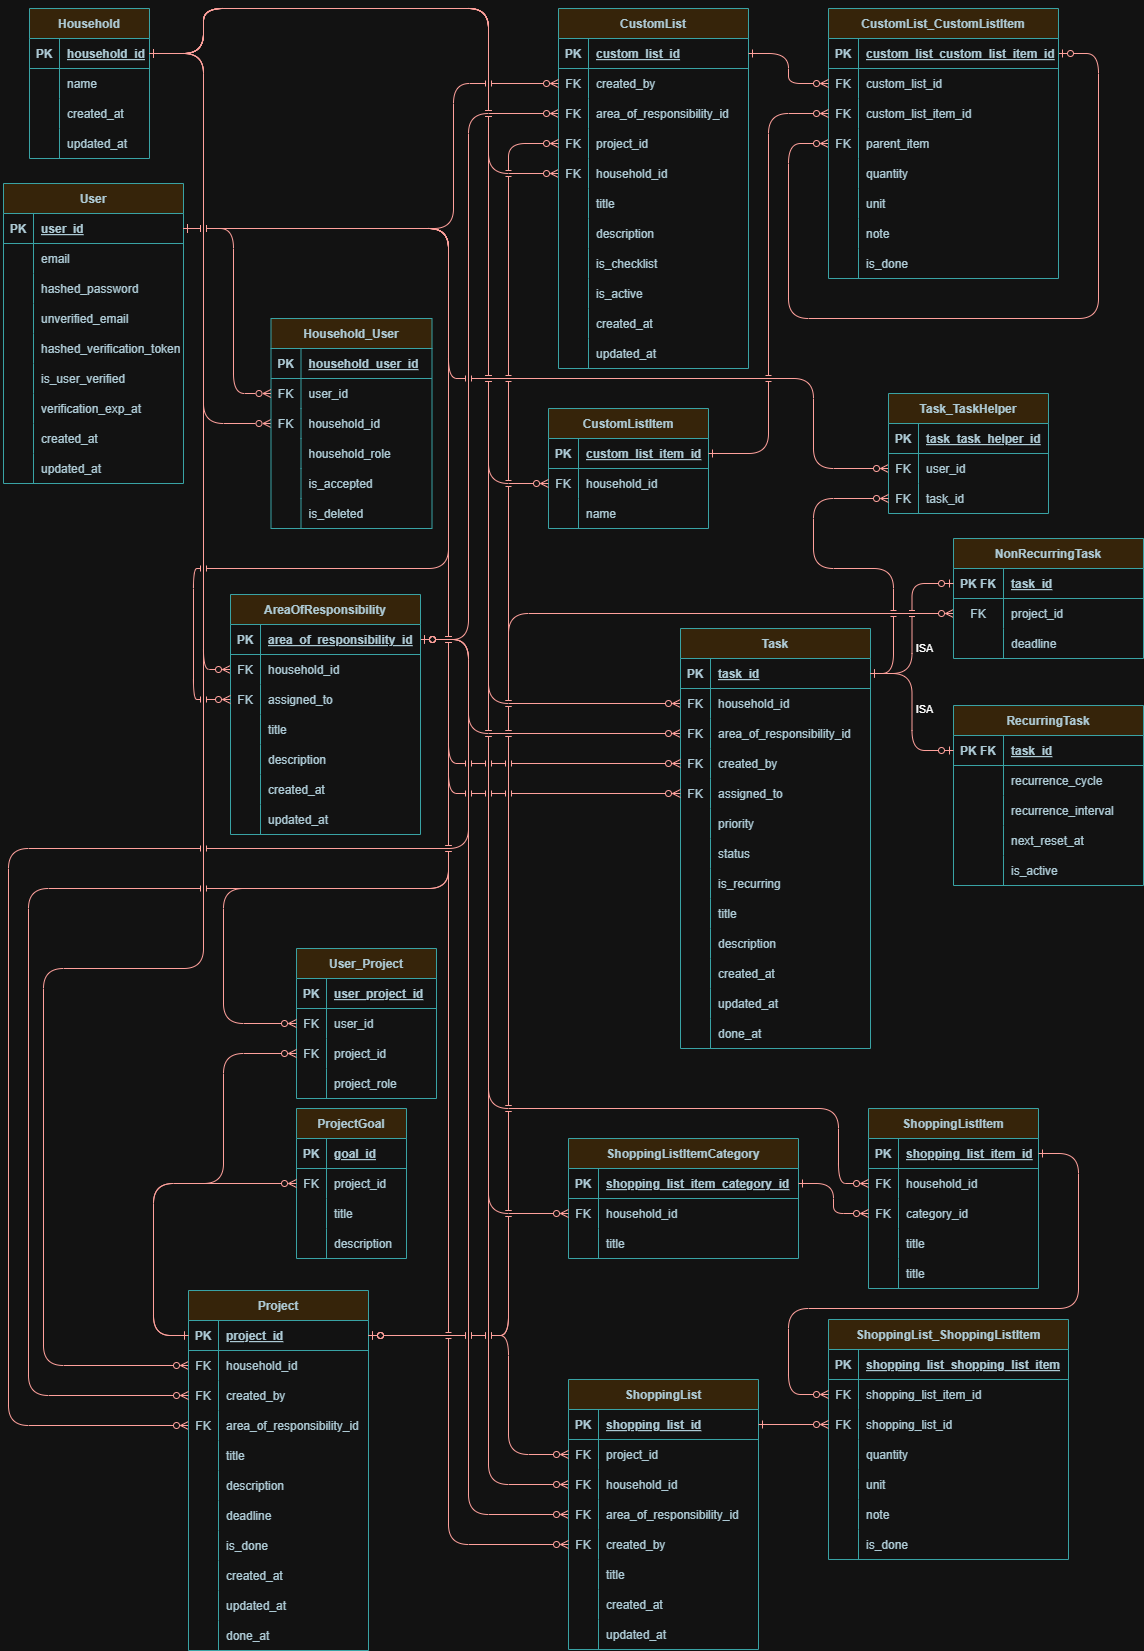 Household
PK household_id
name
created_at
updated_at
User
PK user_id
email
hashed_password
unverified_email
hashed_verification_token
is_user_verified
verification_exp_at
created_at
updated_at
Household_User
PK household_user_id
FK user_id
FK household_id
household_role
is_accepted
is_deleted
CustomList
PK custom_list_id
FK created_by
FK area_of_responsibility_id
FK project_id
FK household_id
title
description
is_checklist
is_active
created_at
updated_at
CustomList_CustomListItem
PK custom_list_custom_list_item_id
FK custom_list_id
FK custom_list_item_id
FK parent_item
quantity
unit
note
is_done
CustomListItem
PK custom_list_item_id
FK household_id
name
Task_TaskHelper
PK task_task_helper_id
FK user_id
FK task_id
NonRecurringTask
PK FK task_id
FK project_id
deadline
ISA
ISA
RecurringTask
PK FK task_id
recurrence_cycle
recurrence_interval
next_reset_at
is_active
AreaOfResponsibility
PK area_of_responsibility_id
FK household_id
FK assigned_to
title
description
created_at
updated_at
Task
PK task_id
FK household_id
FK area_of_responsibility_id
FK created_by
FK assigned_to
priority
status
is_recurring
title
description
created_at
updated_at
done_at
User_Project
PK user_project_id
FK user_id
FK project_id
project_role
ProjectGoal
PK goal_id
FK project_id
title
description
ShoppingListItemCategory
PK shopping_list_item_category_id
FK household_id
title
ShoppingListItem
PK shopping_list_item_id
FK household_id
FK category_id
title
title
Project
PK project_id
FK household_id
FK created_by
FK area_of_responsibility_id
title
description
deadline
is_done
created_at
updated_at
done_at
ShoppingList
PK shopping_list_id
FK project_id
FK household_id
FK area_of_responsibility_id
FK created_by
title
created_at
updated_at
ShoppingList_ShoppingListItem
PK shopping_list_shopping_list_item
FK shopping_list_item_id
FK shopping_list_id
quantity
unit
note
is_done